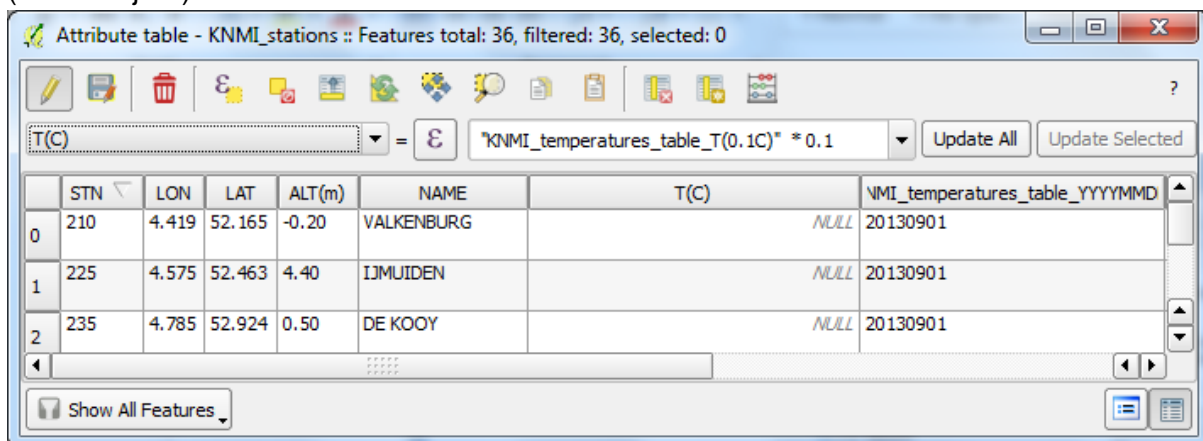 Attribute table - KNMI_stations :: Features total: 36, filtered: 36, selected: 0
?
T(C) = ε "KNMI_temperatures_table_T(0.1C)" * 0.1 Update All Update Selected
STN LON LAT ALT(m) NAME T(C) NMI_temperatures_table_YYYYMMD
0 210 4.419 52.165 -0.20 VALKENBURG NULL 20130901
1 225 4.575 52.463 4.40 IJMUIDEN NULL 20130901
2 235 4.785 52.924 0.50 DE KOOY NULL 20130901
Show All Features